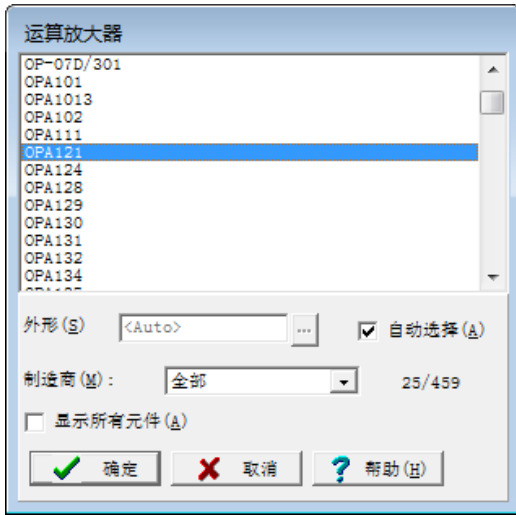 运算放大器
OP-07D/301
OPA101
OPA1013
OPA102
OPA111
OPA121
OPA124
OPA128
OPA129
OPA130
OPA131
OPA132
OPA134
外形(S) <Auto> ... 自动选择(A)
制造商(M): 全部 25/459
显示所有元件(A)
确定 取消 帮助(H)